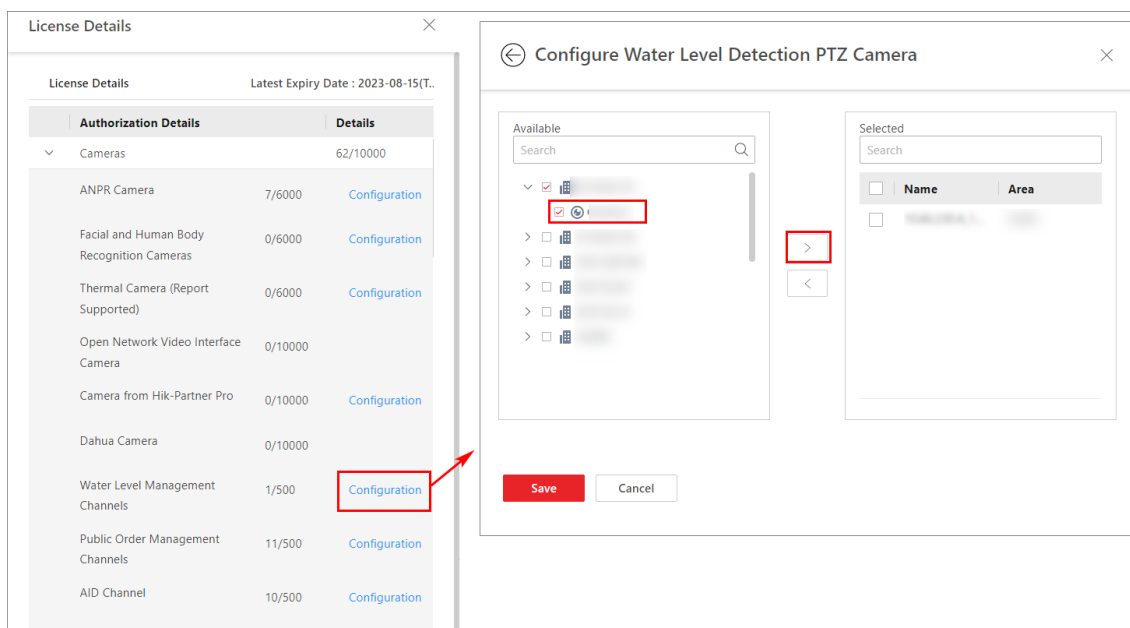 License Details
License Details
Latest Expiry Date : 2023-08-15(T..
Authorization Details
Details
Cameras
62/10000
ANPR Camera
7/6000
Configuration
Facial and Human Body
Recognition Cameras
0/6000
Configuration
Thermal Camera (Report
Supported)
0/6000
Configuration
Open Network Video Interface
Camera
0/10000
Camera from Hik-Partner Pro
0/10000
Configuration
Dahua Camera
0/10000
Water Level Management
Channels
1/500
Configuration
Public Order Management
Channels
11/500
Configuration
AID Channel
10/500
Configuration
Configure Water Level Detection PTZ Camera
Available
Search
Selected
Search
Name
Area
Save
Cancel